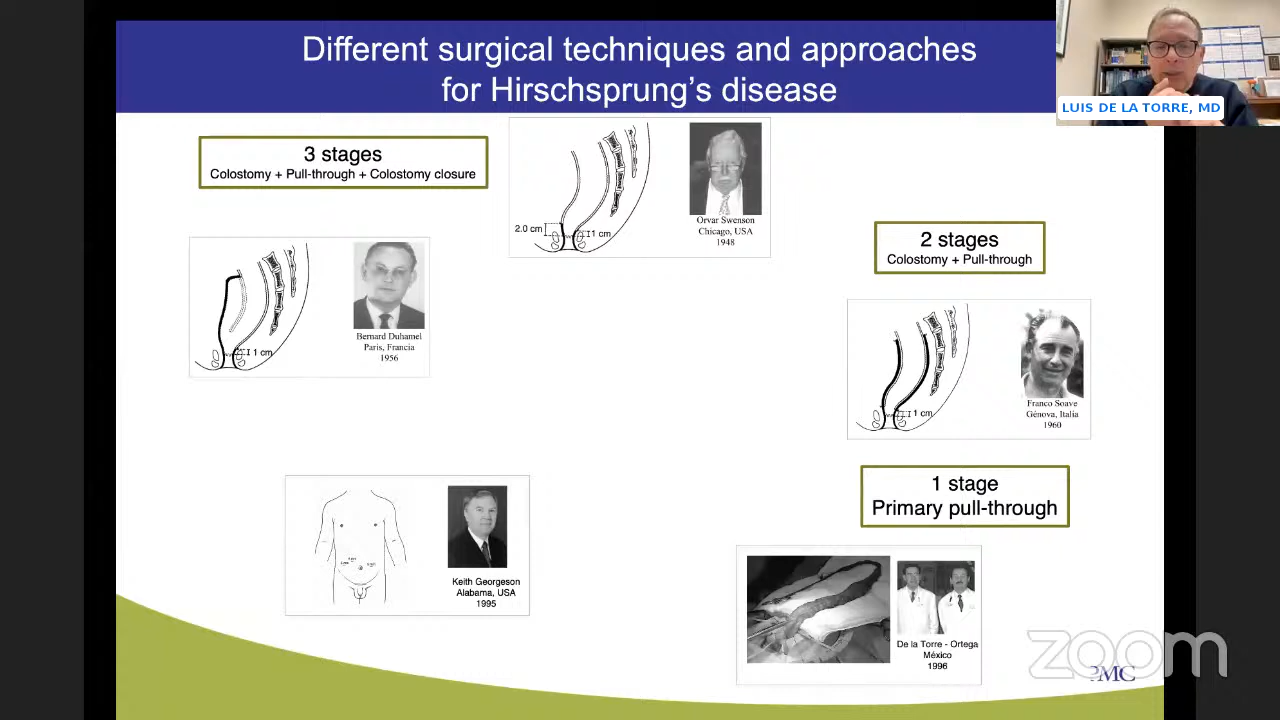 Different surgical techniques and approaches
for Hirschsprung's disease
LUIS DE LA TORRE, MD
3 stages
Colostomy + Pull-through + Colostomy closure
2.0 cm
1 cm
Orvar Swenson
Chicago, USA
1948
2 stages
Colostomy + Pull-through
1 cm
Bernard Duhamel
Paris, Francia
1956
1 cm
Franco Soave
Génova, Italia
1960
1 stage
Primary pull-through
Keith Georgeson
Alabama, USA
1995
De la Torre - Ortega
México
1996
zoom